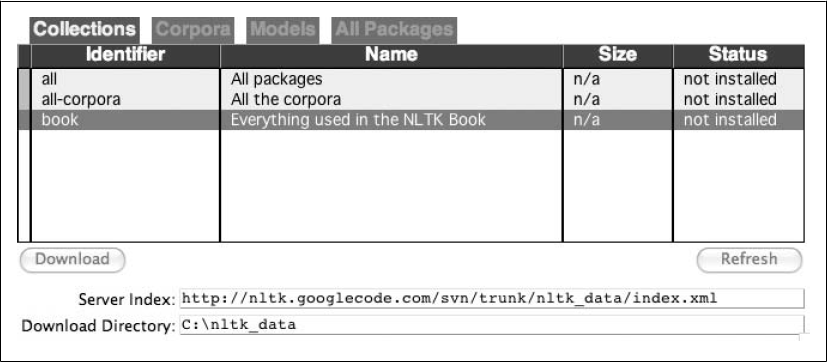 Collections Corpora Models All Packages
Identifier Name Size Status
all All packages n/a not installed
all-corpora All the corpora n/a not installed
book Everything used in the NLTK Book n/a not installed
Download Refresh
Server Index: http://nltk.googlecode.com/svn/trunk/nltk_data/index.xml
Download Directory: C:\nltk_data